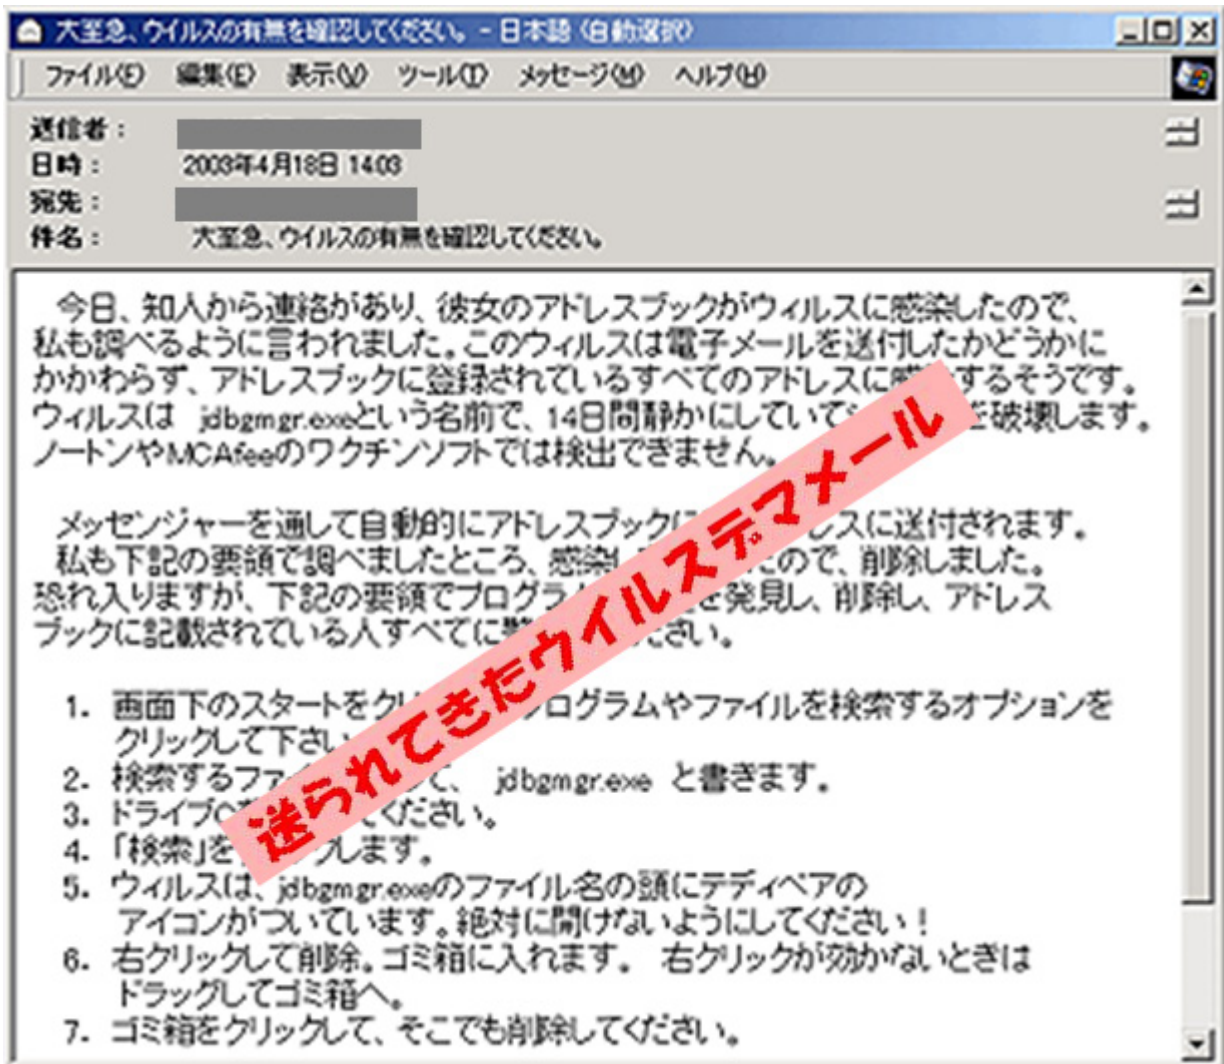 大至急、ウイルスの有無を確認してください。 - 日本語 (自動選択)
ファイル(F) 編集(E) 表示(V) ツール(T) メッセージ(M) ヘルプ(H)
送信者：
日時： 2003年4月18日 14:03
宛先：
件名： 大至急、ウイルスの有無を確認してください。
今日、知人から連絡があり、彼女のアドレスブックがウィルスに感染したので、
私も調べるように言われました。このウィルスは電子メールを送付したかどうかに
かかわらず、アドレスブックに登録されているすべてのアドレスに するそうです。
ウィルスは jdbgmgr.exeという名前で、14日間静かにしていて を破壊します。
ノートンやMCAfeeのワクチンソフトでは検出できません。
メッセンジャーを通して自動的にアドレスブック レスに送付されます。
私も下記の要領で調べましたところ、感染 たので、削除しました。
恐れ入りますが、下記の要領でプログラ を発見し、削除し、アドレス
ブックに記載されている人すべてに ださい。
1. 画面下のスタートをクリ プログラムやファイルを検索するオプションを
クリックして下さい
2. 検索するファ て、 jdbgmgr.exe と書きます。
3. ドライブC てください。
4. 「検索」を クします。
5. ウィルスは、jdbgmgr.exeのファイル名の頭にテディベアの
アイコンがついています。絶対に開けないようにしてください！
6. 右クリックして削除。ゴミ箱に入れます。 右クリックが効かないときは
ドラッグしてゴミ箱へ。
7. ゴミ箱をクリックして、そこでも削除してください。
送られてきたウイルスデマメール